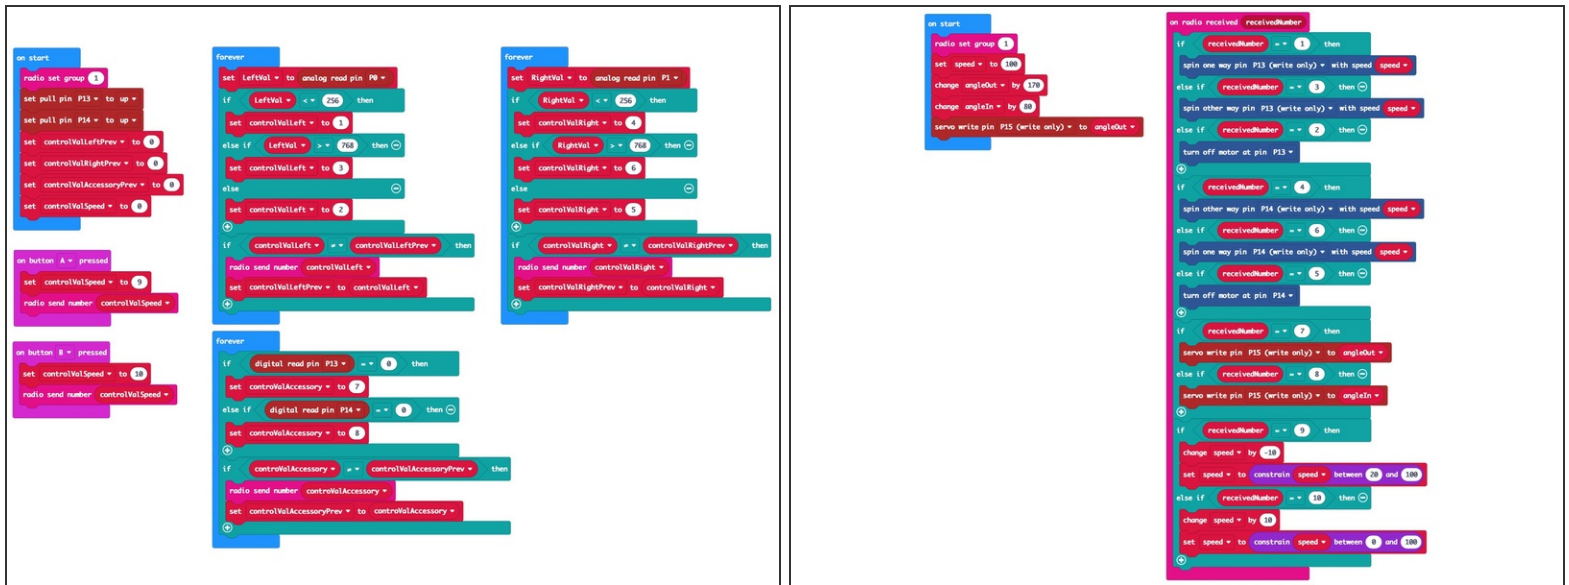 on start
radio set group 1
set pull pin P13 to up
set pull pin P14 to up
set controlValLeftPrev to 0
set controlValRightPrev to 0
set controlValAccessoryPrev to 0
set controlValSpeed to 0
on button A pressed
set controlValSpeed to 9
radio send number controlValSpeed
on button B pressed
set controlValSpeed to 10
radio send number controlValSpeed
forever
set LeftVal to analog read pin P0
if LeftVal < 256 then
set controlValLeft to 1
else if LeftVal > 768 then
set controlValLeft to 3
else
set controlValLeft to 2
if controlValLeft ≠ controlValLeftPrev then
radio send number controlValLeft
set controlValLeftPrev to controlValLeft
forever
if digital read pin P13 = 0 then
set controValAccessory to 7
else if digital read pin P14 = 0 then
set controValAccessory to 8
if controValAccessory ≠ controlValAccessoryPrev then
radio send number controValAccessory
set controlValAccessoryPrev to controValAccessory
forever
set RightVal to analog read pin P1
if RightVal < 256 then
set controlValRight to 4
else if RightVal > 768 then
set controlValRight to 6
else
set controlValRight to 5
if controlValRight ≠ controlValRightPrev then
radio send number controlValRight
set controlValRightPrev to controlValRight
on start
radio set group 1
set speed to 100
change angleOut by 170
change angleIn by 80
servo write pin P15 (write only) to angleOut
on radio received receivedNumber
if receivedNumber = 1 then
spin one way pin P13 (write only) with speed speed
else if receivedNumber = 3 then
spin other way pin P13 (write only) with speed speed
else if receivedNumber = 2 then
turn off motor at pin P13
if receivedNumber = 4 then
spin other way pin P14 (write only) with speed speed
else if receivedNumber = 6 then
spin one way pin P14 (write only) with speed speed
else if receivedNumber = 5 then
turn off motor at pin P14
if receivedNumber = 7 then
servo write pin P15 (write only) to angleOut
else if receivedNumber = 8 then
servo write pin P15 (write only) to angleIn
if receivedNumber = 9 then
change speed by -10
set speed to constrain speed between 20 and 100
else if receivedNumber = 10 then
change speed by 10
set speed to constrain speed between 0 and 100